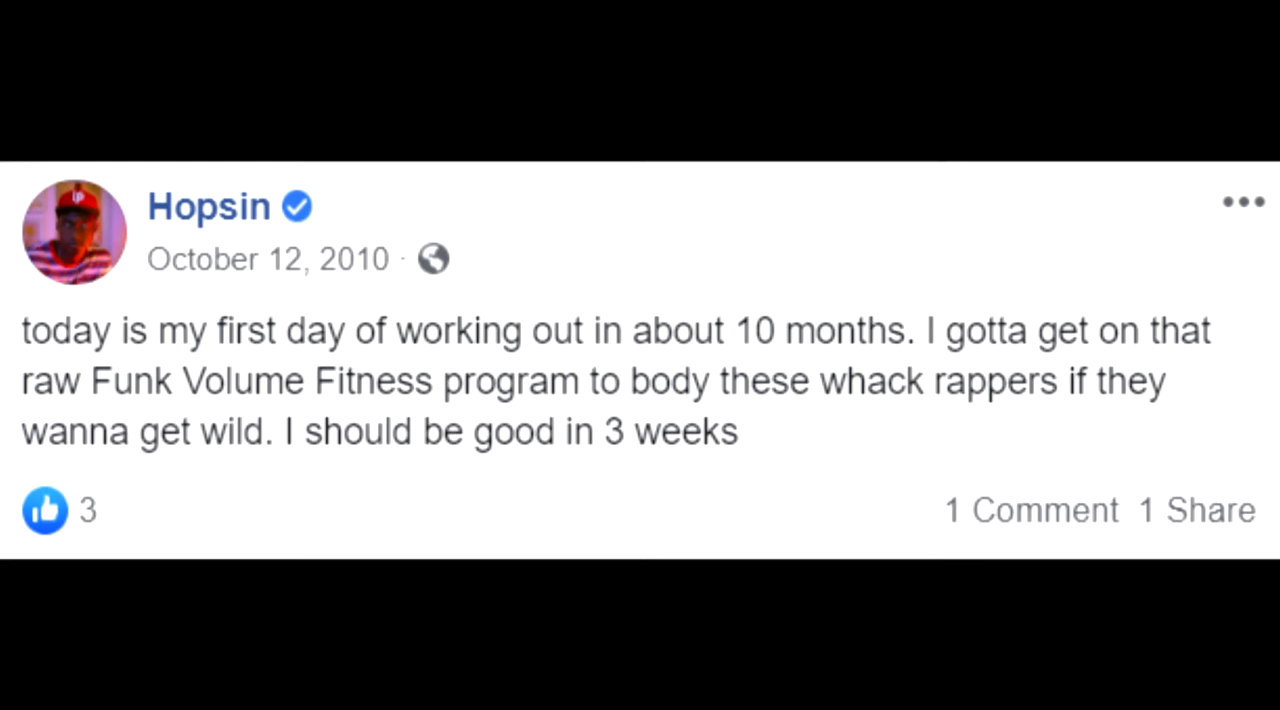 Hopsin
October 12, 2010 ·
today is my first day of working out in about 10 months. I gotta get on that
raw Funk Volume Fitness program to body these whack rappers if they
wanna get wild. I should be good in 3 weeks
3
1 Comment 1 Share